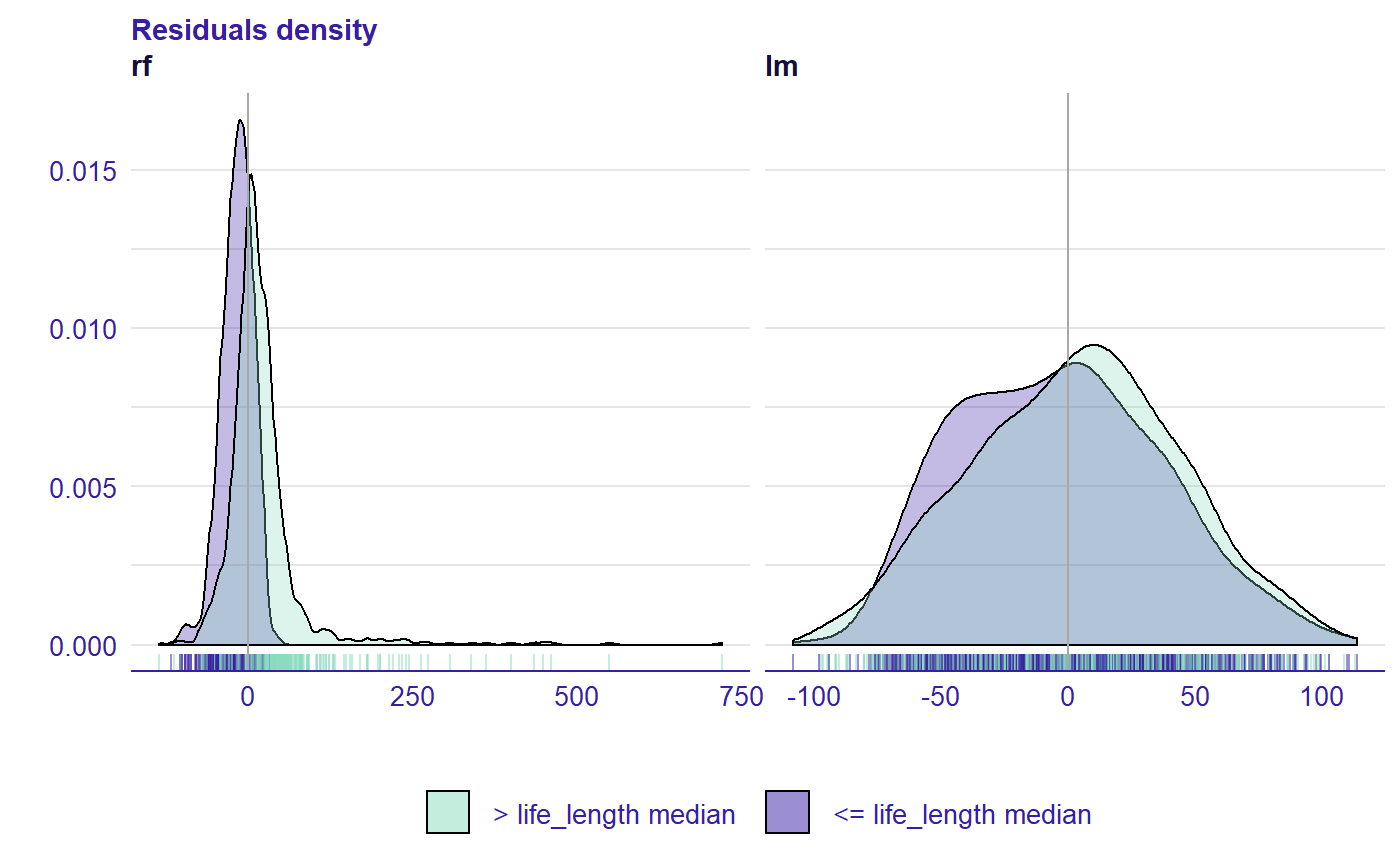 Residuals density
rf
lm
0.015
0.010
0.005
0.000
0 250 500 750 -100 -50 0 50 100
> life_length median <= life_length median